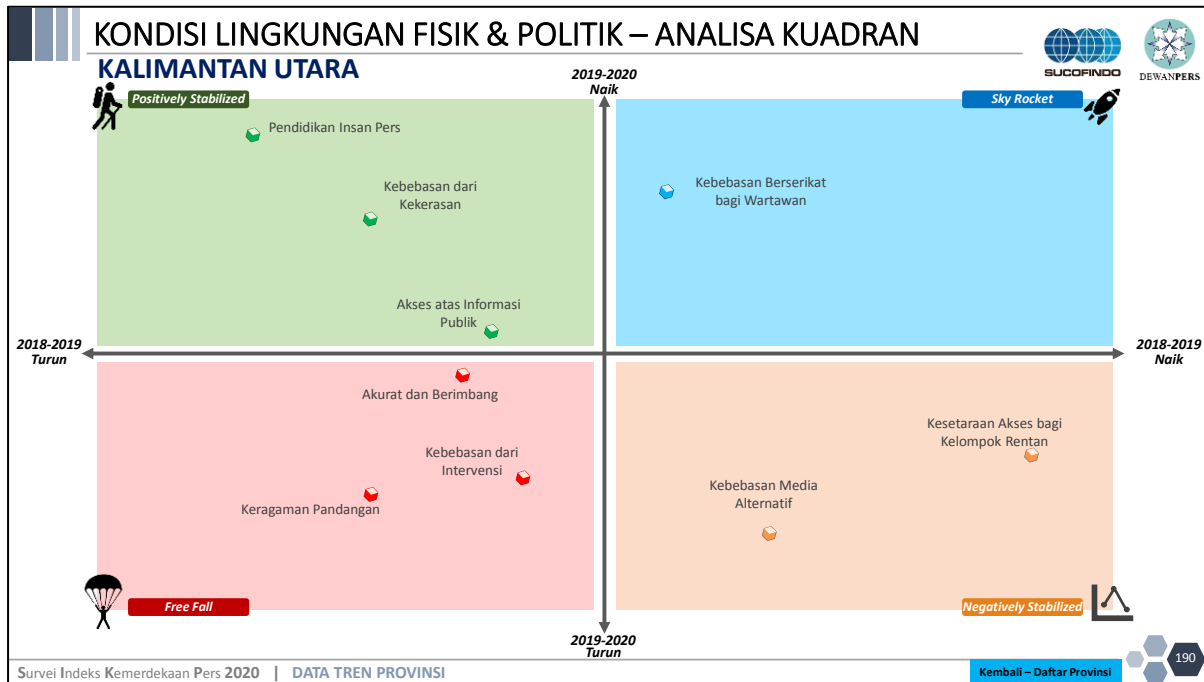 KONDISI LINGKUNGAN FISIK & POLITIK – ANALISA KUADRAN
KALIMANTAN UTARA
SUCOFINDO
DEWANPERS
2019-2020
Naik
Positively Stabilized
Sky Rocket
Pendidikan Insan Pers
Kebebasan dari
Kekerasan
Kebebasan Berserikat
bagi Wartawan
Akses atas Informasi
Publik
2018-2019
Turun
2018-2019
Naik
Akurat dan Berimbang
Kebebasan dari
Intervensi
Keragaman Pandangan
Kesetaraan Akses bagi
Kelompok Rentan
Kebebasan Media
Alternatif
Free Fall
Negatively Stabilized
2019-2020
Turun
Survei Indeks Kemerdekaan Pers 2020 | DATA TREN PROVINSI
Kembali – Daftar Provinsi
190